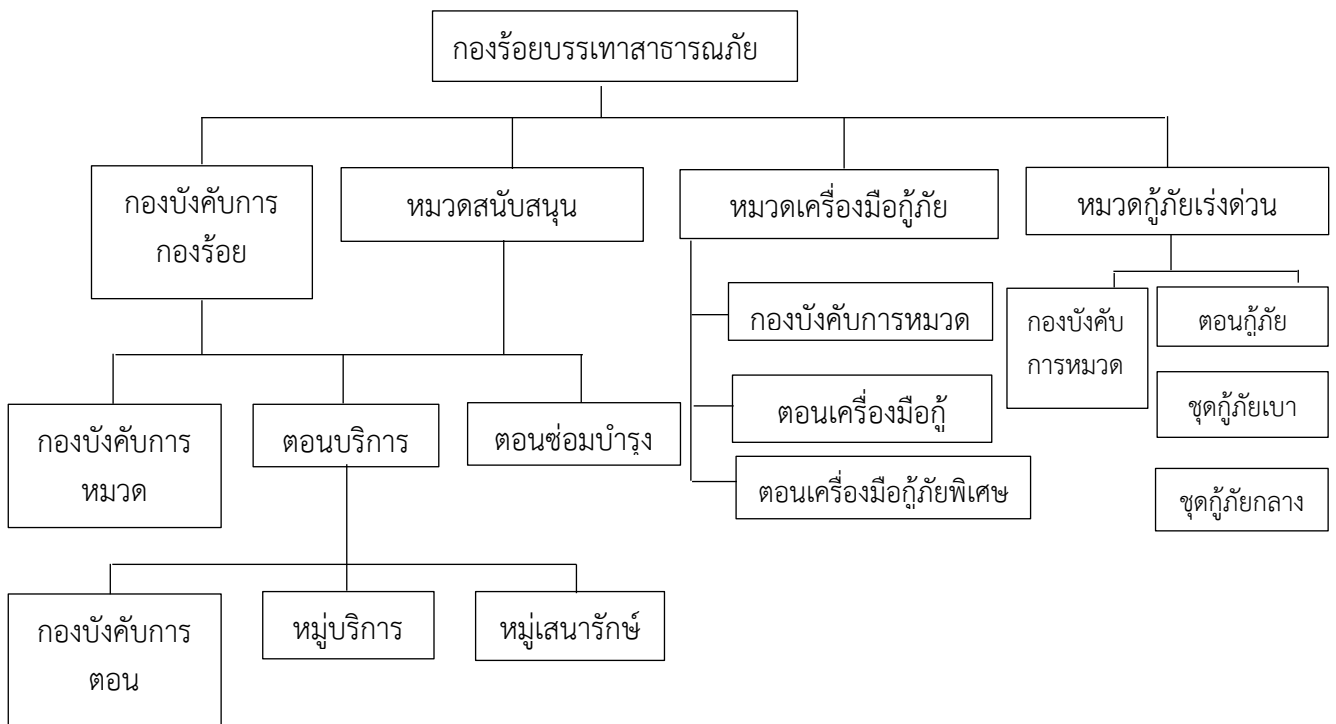 กองร้อยบรรเทาสาธารณภัย
กองบังคับการ
กองร้อย
หมวดสนับสนุน
หมวดเครื่องมือกู้ภัย
หมวดกู้ภัยเร่งด่วน
กองบังคับการหมวด
ตอนเครื่องมือกู้
ตอนเครื่องมือกู้ภัยพิเศษ
กองบังคับ
การหมวด
ตอนกู้ภัย
ชุดกู้ภัยเบา
ชุดกู้ภัยกลาง
กองบังคับการ
หมวด
ตอนบริการ
ตอนซ่อมบำรุง
กองบังคับการ
ตอน
หมู่บริการ
หมู่เสนารักษ์